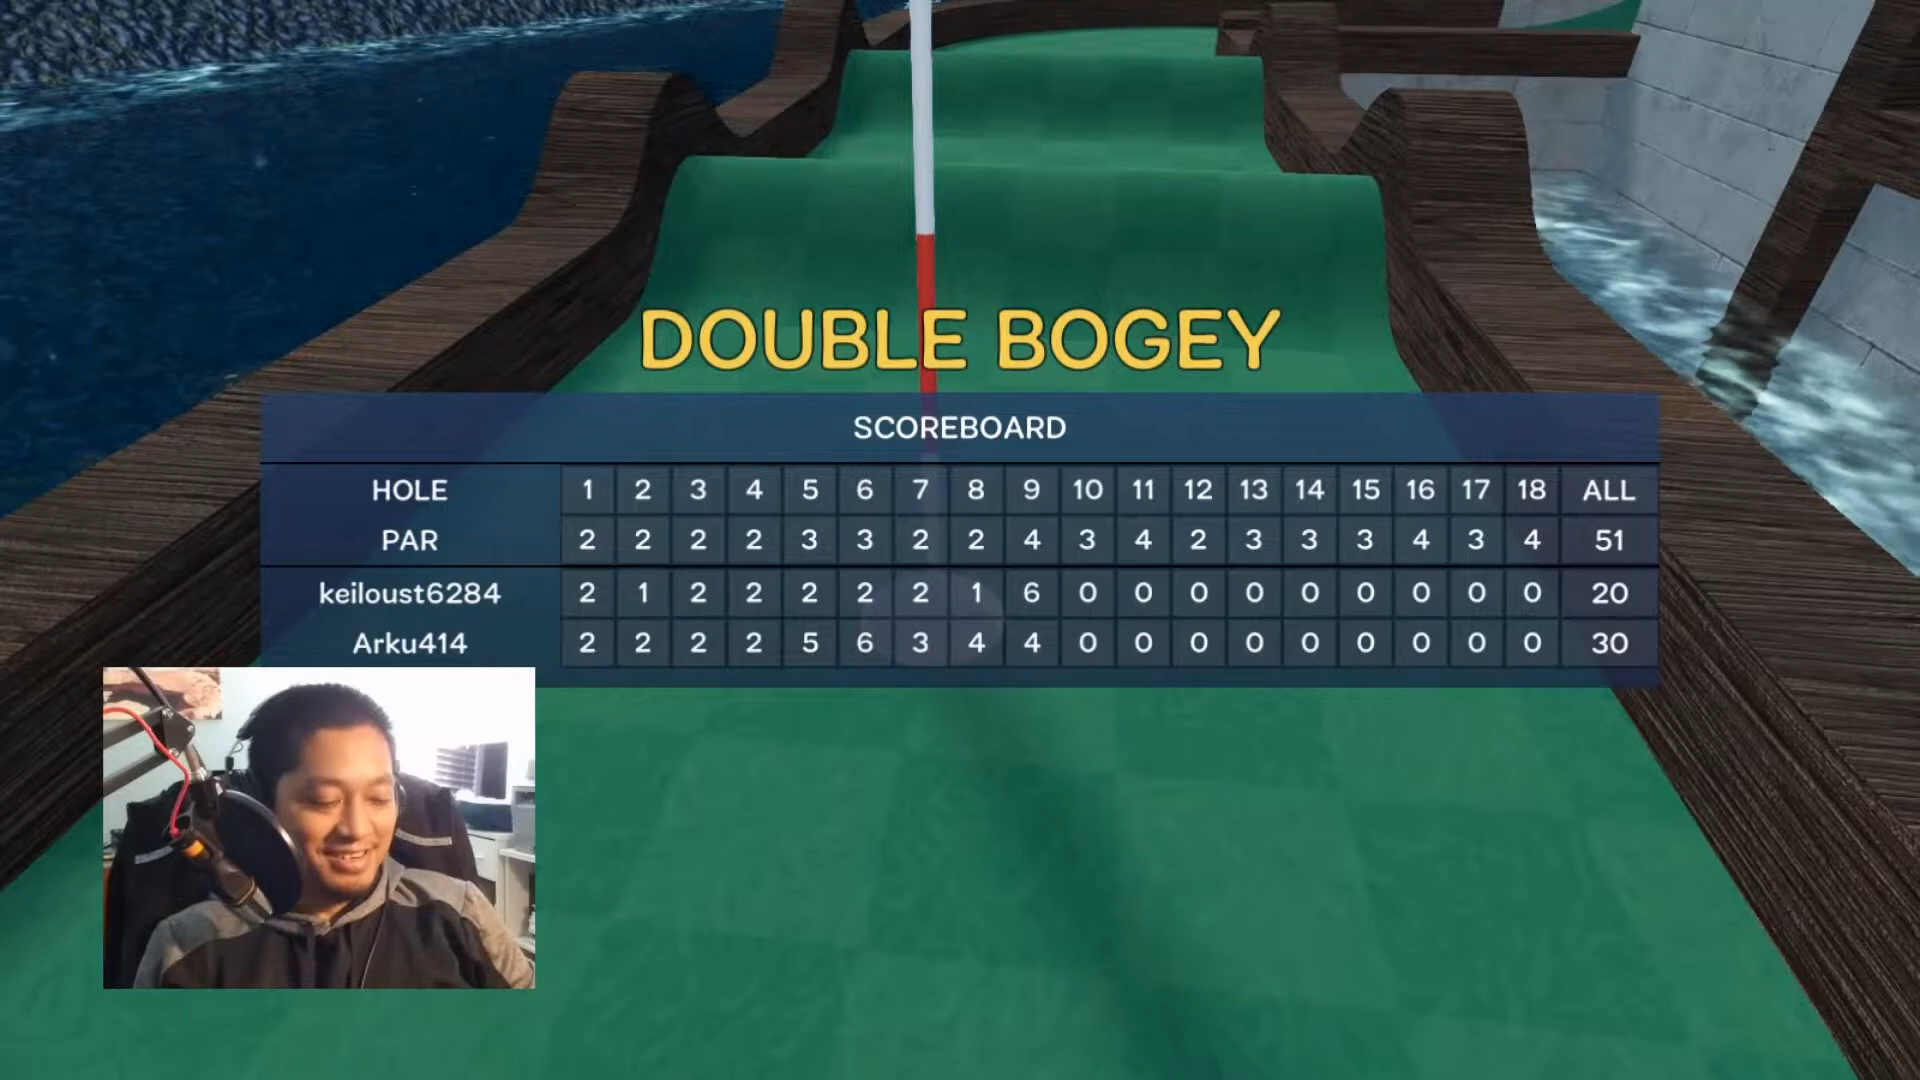 DOUBLE BOGEY
SCOREBOARD
HOLE 1 2 3 4 5 6 7 8 9 10 11 12 13 14 15 16 17 18 ALL
PAR 2 2 2 2 3 3 2 2 4 3 4 2 3 3 3 4 3 4 51
keiloust6284 2 1 2 2 2 2 2 1 6 0 0 0 0 0 0 0 0 0 20
Arku414 2 2 2 2 5 6 3 4 4 0 0 0 0 0 0 0 0 0 30